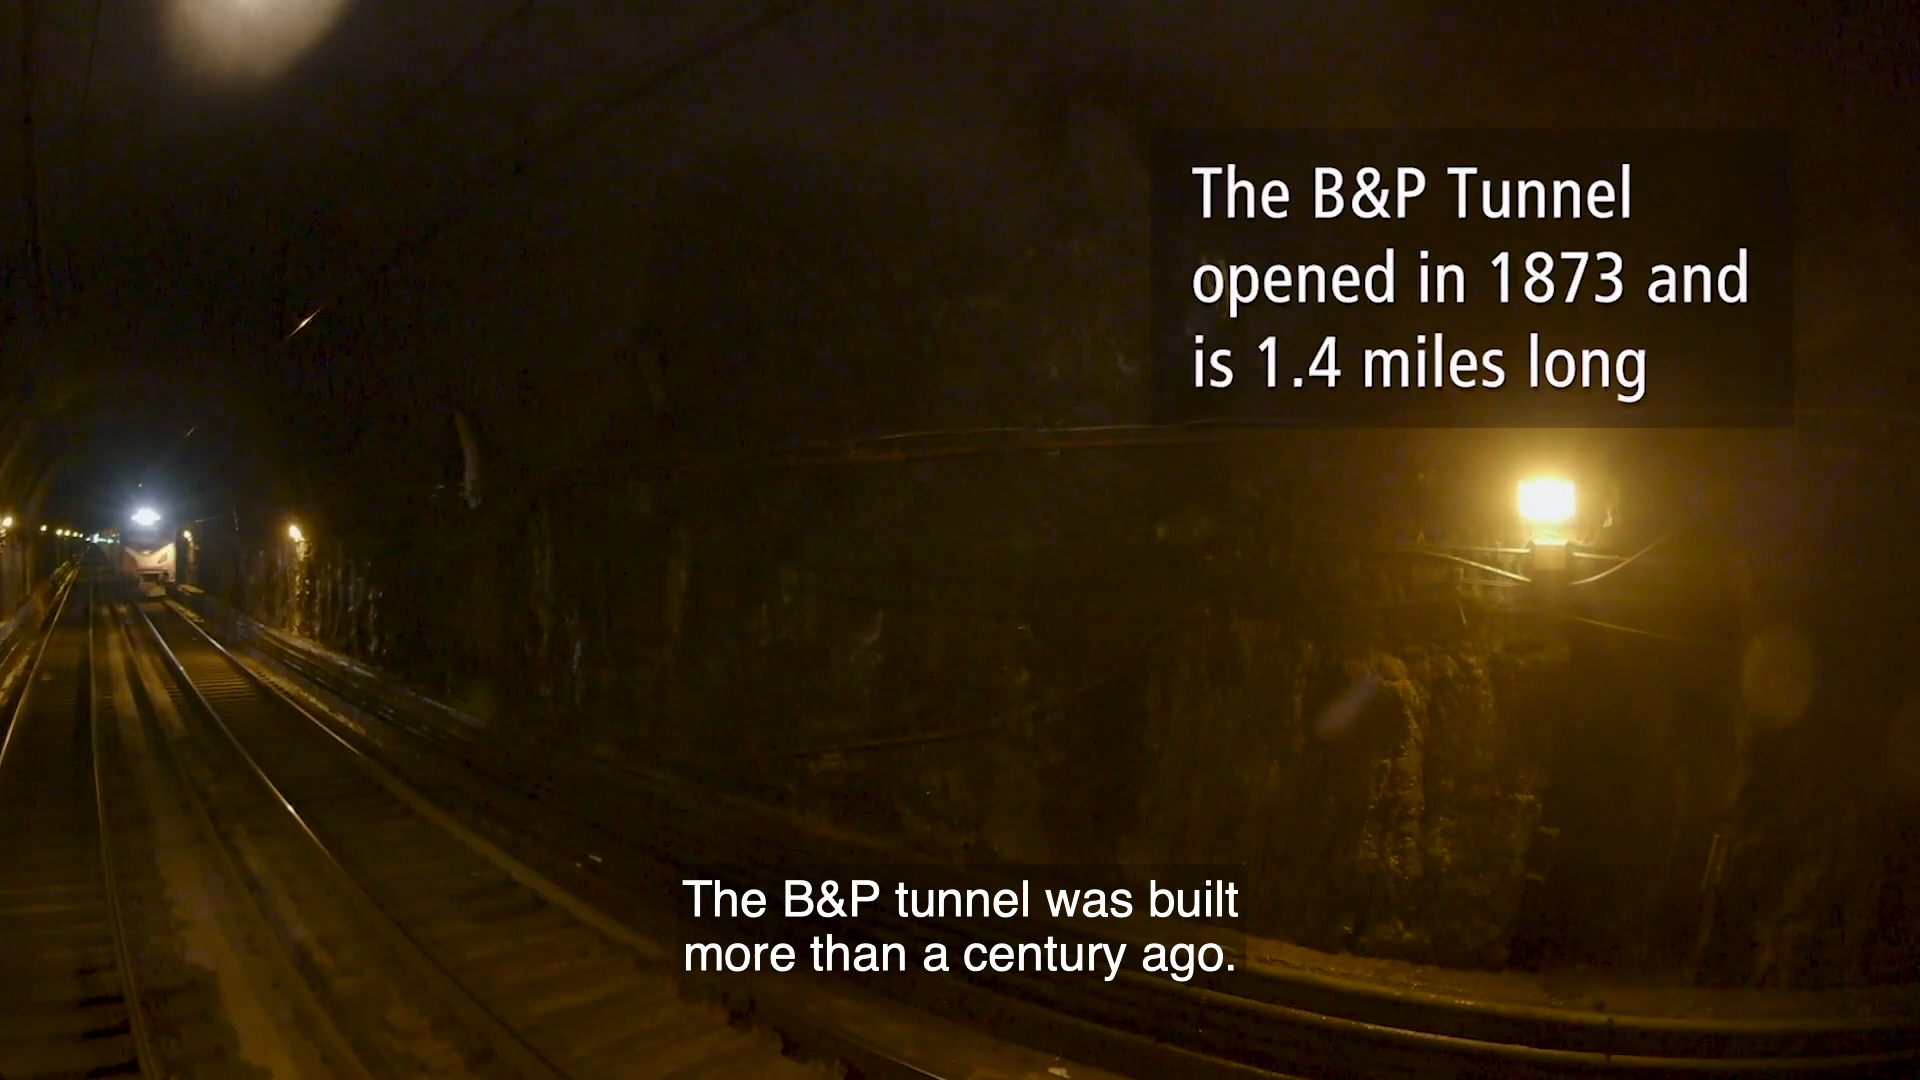 The B&P Tunnel
opened in 1873 and
is 1.4 miles long
The B&P tunnel was built
more than a century ago.